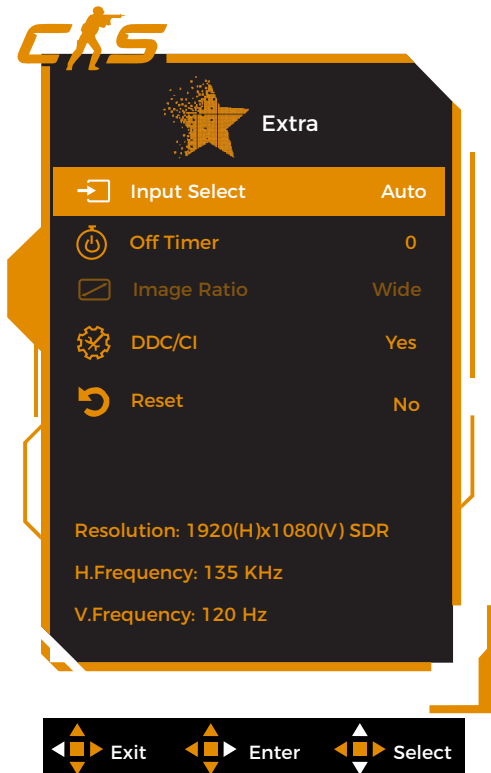 CS
Extra
Input Select Auto
Off Timer 0
Image Ratio Wide
DDC/CI Yes
Reset No
Resolution: 1920(H)x1080(V) SDR
H.Frequency: 135 KHz
V.Frequency: 120 Hz
Exit Enter Select